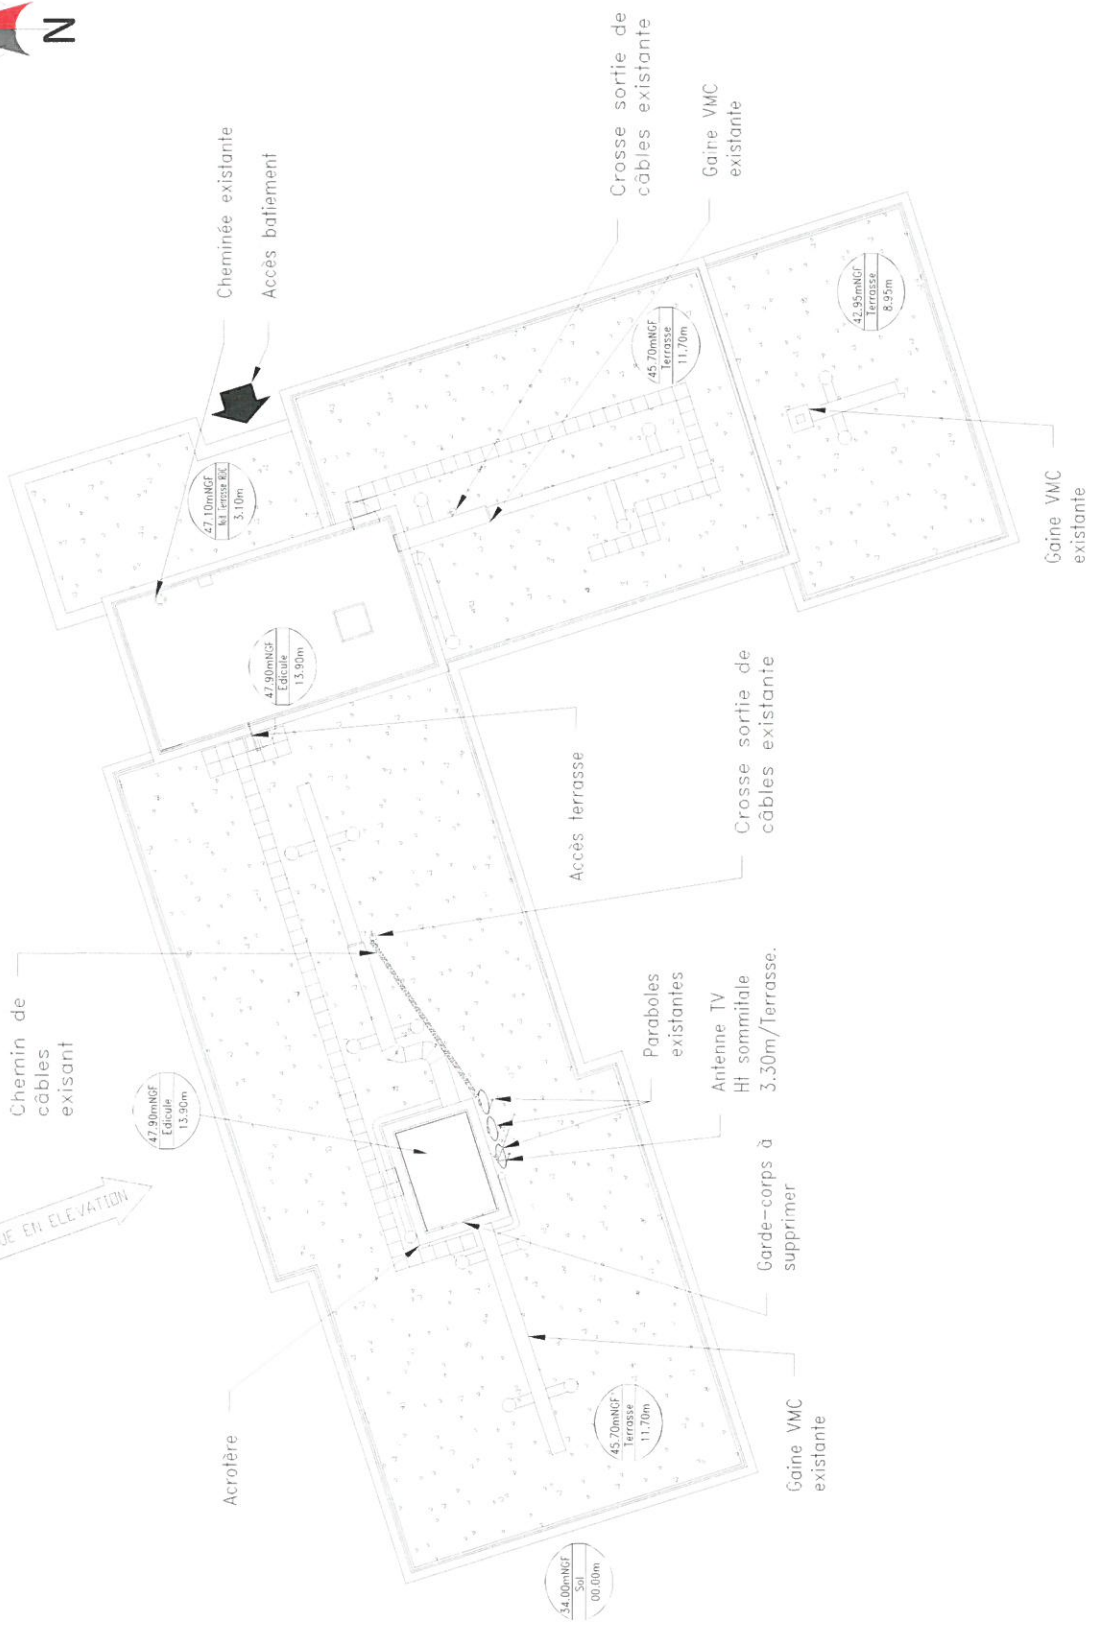 N
Cheminée existante
Accès batiement
Crosse sortie de
câbles existante
Gaine VMC
existante
47.10mNGF
3.10m
45.70mNGF
Terrasse
11.70m
42.95mNGF
Terrasse
8.95m
47.90mNGF
Edicule
13.90m
Gaine VMC
existante
Accès terrasse
Crosse sortie de
câbles existante
Chemin de
câbles
exisant
47.90mNGF
Edicule
13.90m
EN ELEVATION
Paraboles
existantes
Antenne TV
Ht sommitale
3.30m/Terrasse.
Garde-corps à
supprimer
Acrotère
45.70mNGF
Terrasse
11.70m
Gaine VMC
existante
34.00mNGF
Sol
00.00m